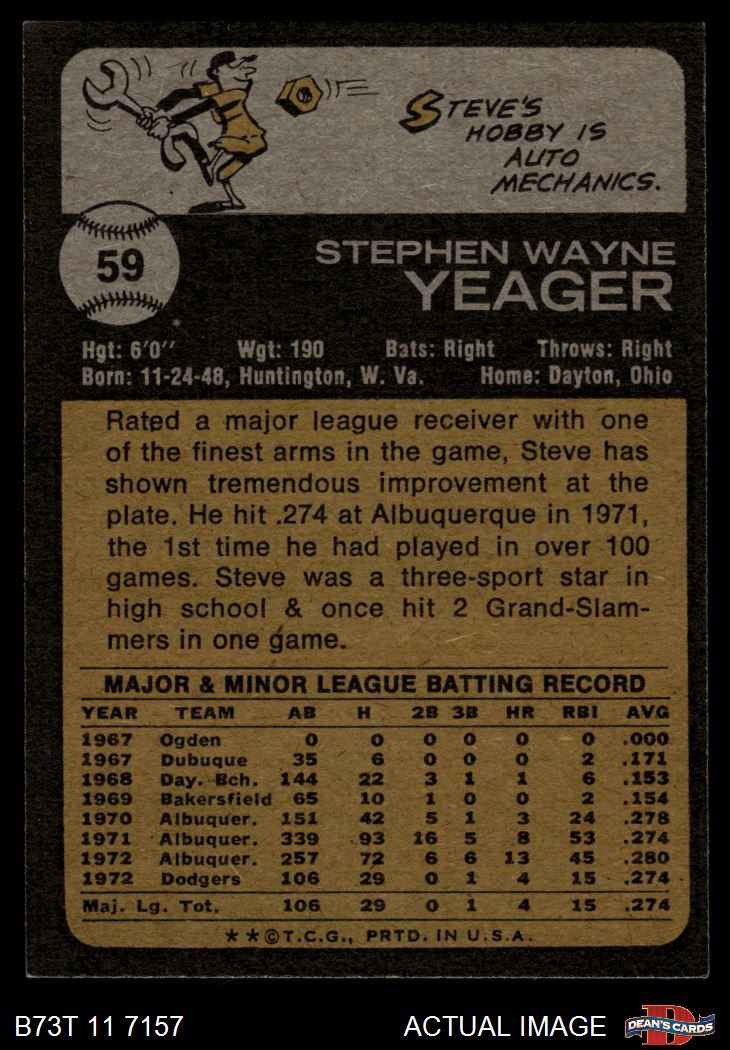 STEVE'S
HOBBY IS
AUTO
MECHANICS.
59
STEPHEN WAYNE
YEAGER
Hgt: 6'0" Wgt: 190 Bats: Right Throws: Right
Born: 11-24-48, Huntington, W. Va. Home: Dayton, Ohio
Rated a major league receiver with one
of the finest arms in the game, Steve has
shown tremendous improvement at the
plate. He hit .274 at Albuquerque in 1971,
the 1st time he had played in over 100
games. Steve was a three-sport star in
high school & once hit 2 Grand-Slam-
mers in one game.
MAJOR & MINOR LEAGUE BATTING RECORD
YEAR TEAM AB H 2B 3B HR RBI AVG
1967 Ogden 0 0 0 0 0 0 .000
1967 Dubuque 35 6 0 0 0 2 .171
1968 Day. Bch. 144 22 3 1 1 6 .153
1969 Bakersfield 65 10 1 0 0 2 .154
1970 Albuquer. 151 42 5 1 3 24 .278
1971 Albuquer. 339 93 16 5 8 53 .274
1972 Albuquer. 257 72 6 6 13 45 .280
1972 Dodgers 106 29 0 1 4 15 .274
Maj. Lg. Tot. 106 29 0 1 4 15 .274
★★©T.C.G., PRTD. IN U.S.A.
B73T 11 7157 ACTUAL IMAGE D DEAN'S CARDS